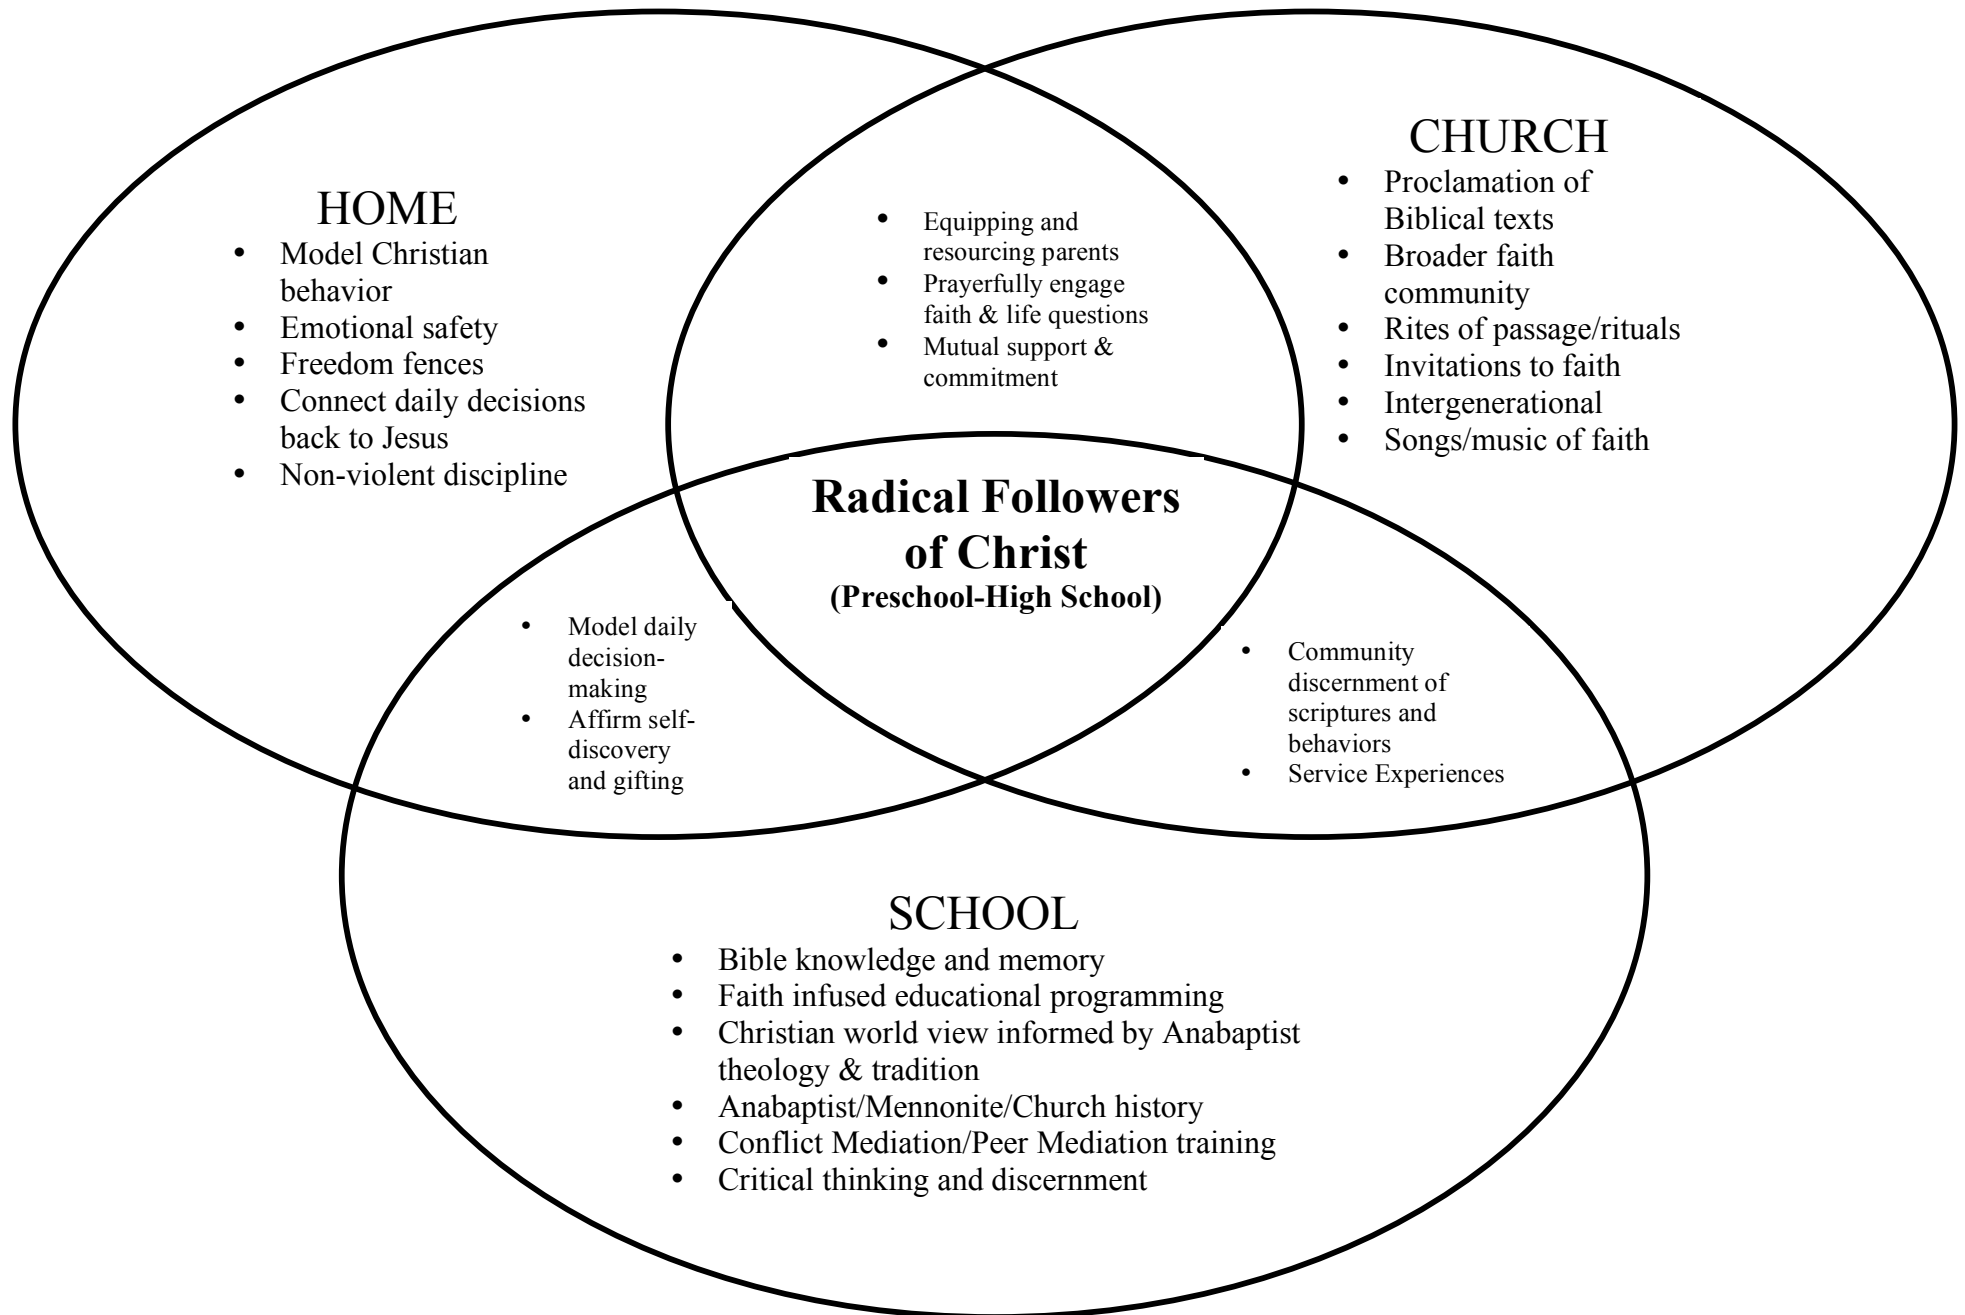 HOME
• Model Christian
behavior
• Emotional safety
• Freedom fences
• Connect daily decisions
back to Jesus
• Non-violent discipline
• Equipping and
resourcing parents
• Prayerfully engage
faith & life questions
• Mutual support &
commitment
CHURCH
• Proclamation of
Biblical texts
• Broader faith
community
• Rites of passage/rituals
• Invitations to faith
• Intergenerational
• Songs/music of faith
Radical Followers
of Christ
(Preschool-High School)
• Model daily
decision-
making
• Affirm self-
discovery
and gifting
• Community
discernment of
scriptures and
behaviors
• Service Experiences
SCHOOL
• Bible knowledge and memory
• Faith infused educational programming
• Christian world view informed by Anabaptist
theology & tradition
• Anabaptist/Mennonite/Church history
• Conflict Mediation/Peer Mediation training
• Critical thinking and discernment